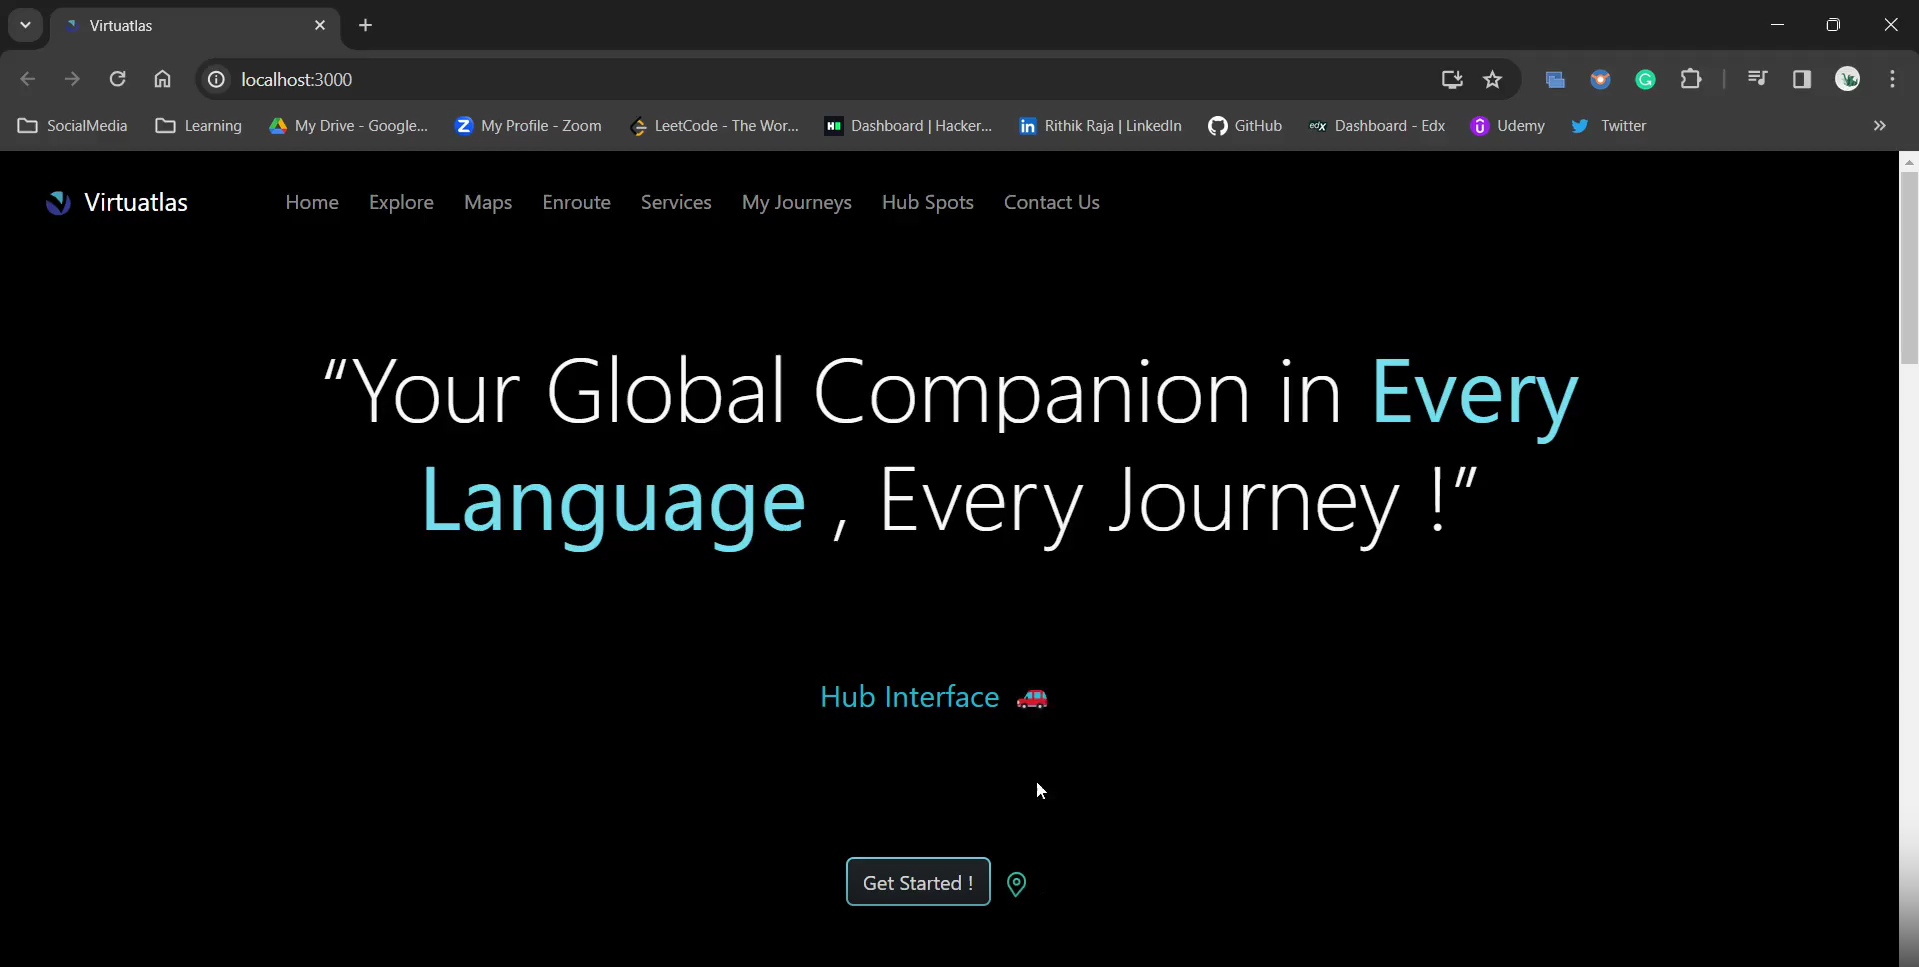 Virtuatlas
localhost:3000
SocialMedia Learning My Drive - Google... My Profile - Zoom LeetCode - The Wor... Dashboard | Hacker... Rithik Raja | LinkedIn GitHub edX Dashboard - Edx Udemy Twitter
Virtuatlas Home Explore Maps Enroute Services My Journeys Hub Spots Contact Us
“Your Global Companion in Every
Language , Every Journey !”
Hub Interface
Get Started !